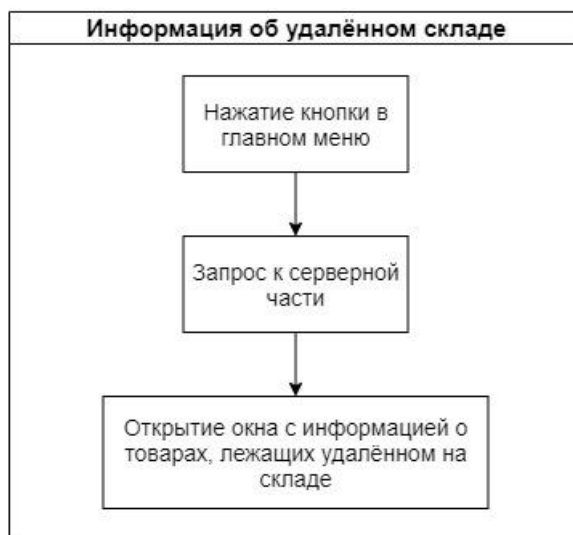 Информация об удалённом складе
Нажатие кнопки в
главном меню
Запрос к серверной
части
Открытие окна с информацией о
товарах, лежащих удалённом на
складе